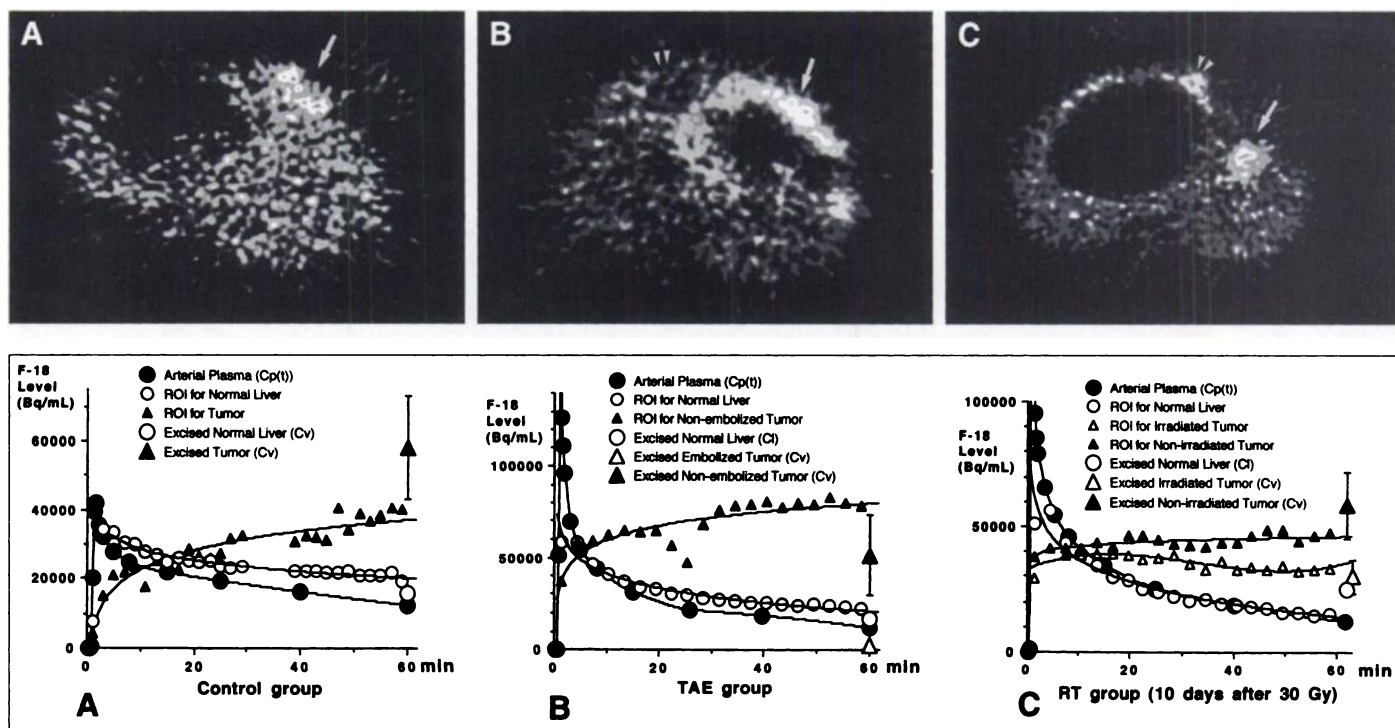 A
B
C
F-18
Level
(Bq/mL)
Arterial Plasma (Cp(t))
ROI for Normal Liver
ROI for Tumor
Excised Normal Liver (Cv)
Excised Tumor (Cv)
60000
40000
20000
0
0
20
40
60
min
Control group
A
F-18
Level
(Bq/mL)
Arterial Plasma (Cp(t))
ROI for Normal Liver
ROI for Non-embolized Tumor
Excised Normal Liver (Cl)
Excised Embolized Tumor (Cv)
Excised Non-embolized Tumor (Cv)
100000
50000
0
0
20
40
60
min
TAE group
B
F-18
Level
(Bq/mL)
Arterial Plasma (Cp(t))
ROI for Normal Liver
ROI for Irradiated Tumor
ROI for Non-irradiated Tumor
Excised Normal Liver (Cl)
Excised Irradiated Tumor (Cv)
Excised Non-irradiated Tumor (Cv)
100000
50000
0
0
20
40
60
min
RT group (10 days after 30 Gy)
C